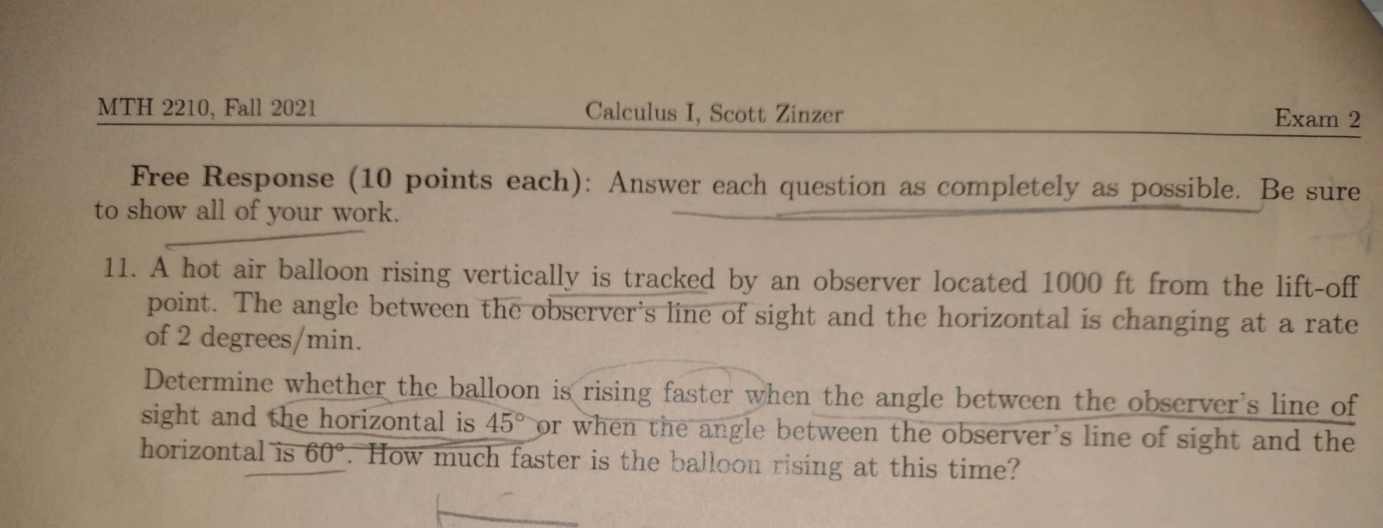 MTH 2210, Fall 2021 Calculus I, Scott Zinzer Exam 2
Free Response (10 points each): Answer each question as completely as possible. Be sure
to show all of your work.
11. A hot air balloon rising vertically is tracked by an observer located 1000 ft from the lift-off
point. The angle between the observer's line of sight and the horizontal is changing at a rate
of 2 degrees/min.
Determine whether the balloon is rising faster when the angle between the observer's line of
sight and the horizontal is 45° or when the angle between the observer's line of sight and the
horizontal is 60°. How much faster is the balloon rising at this time?